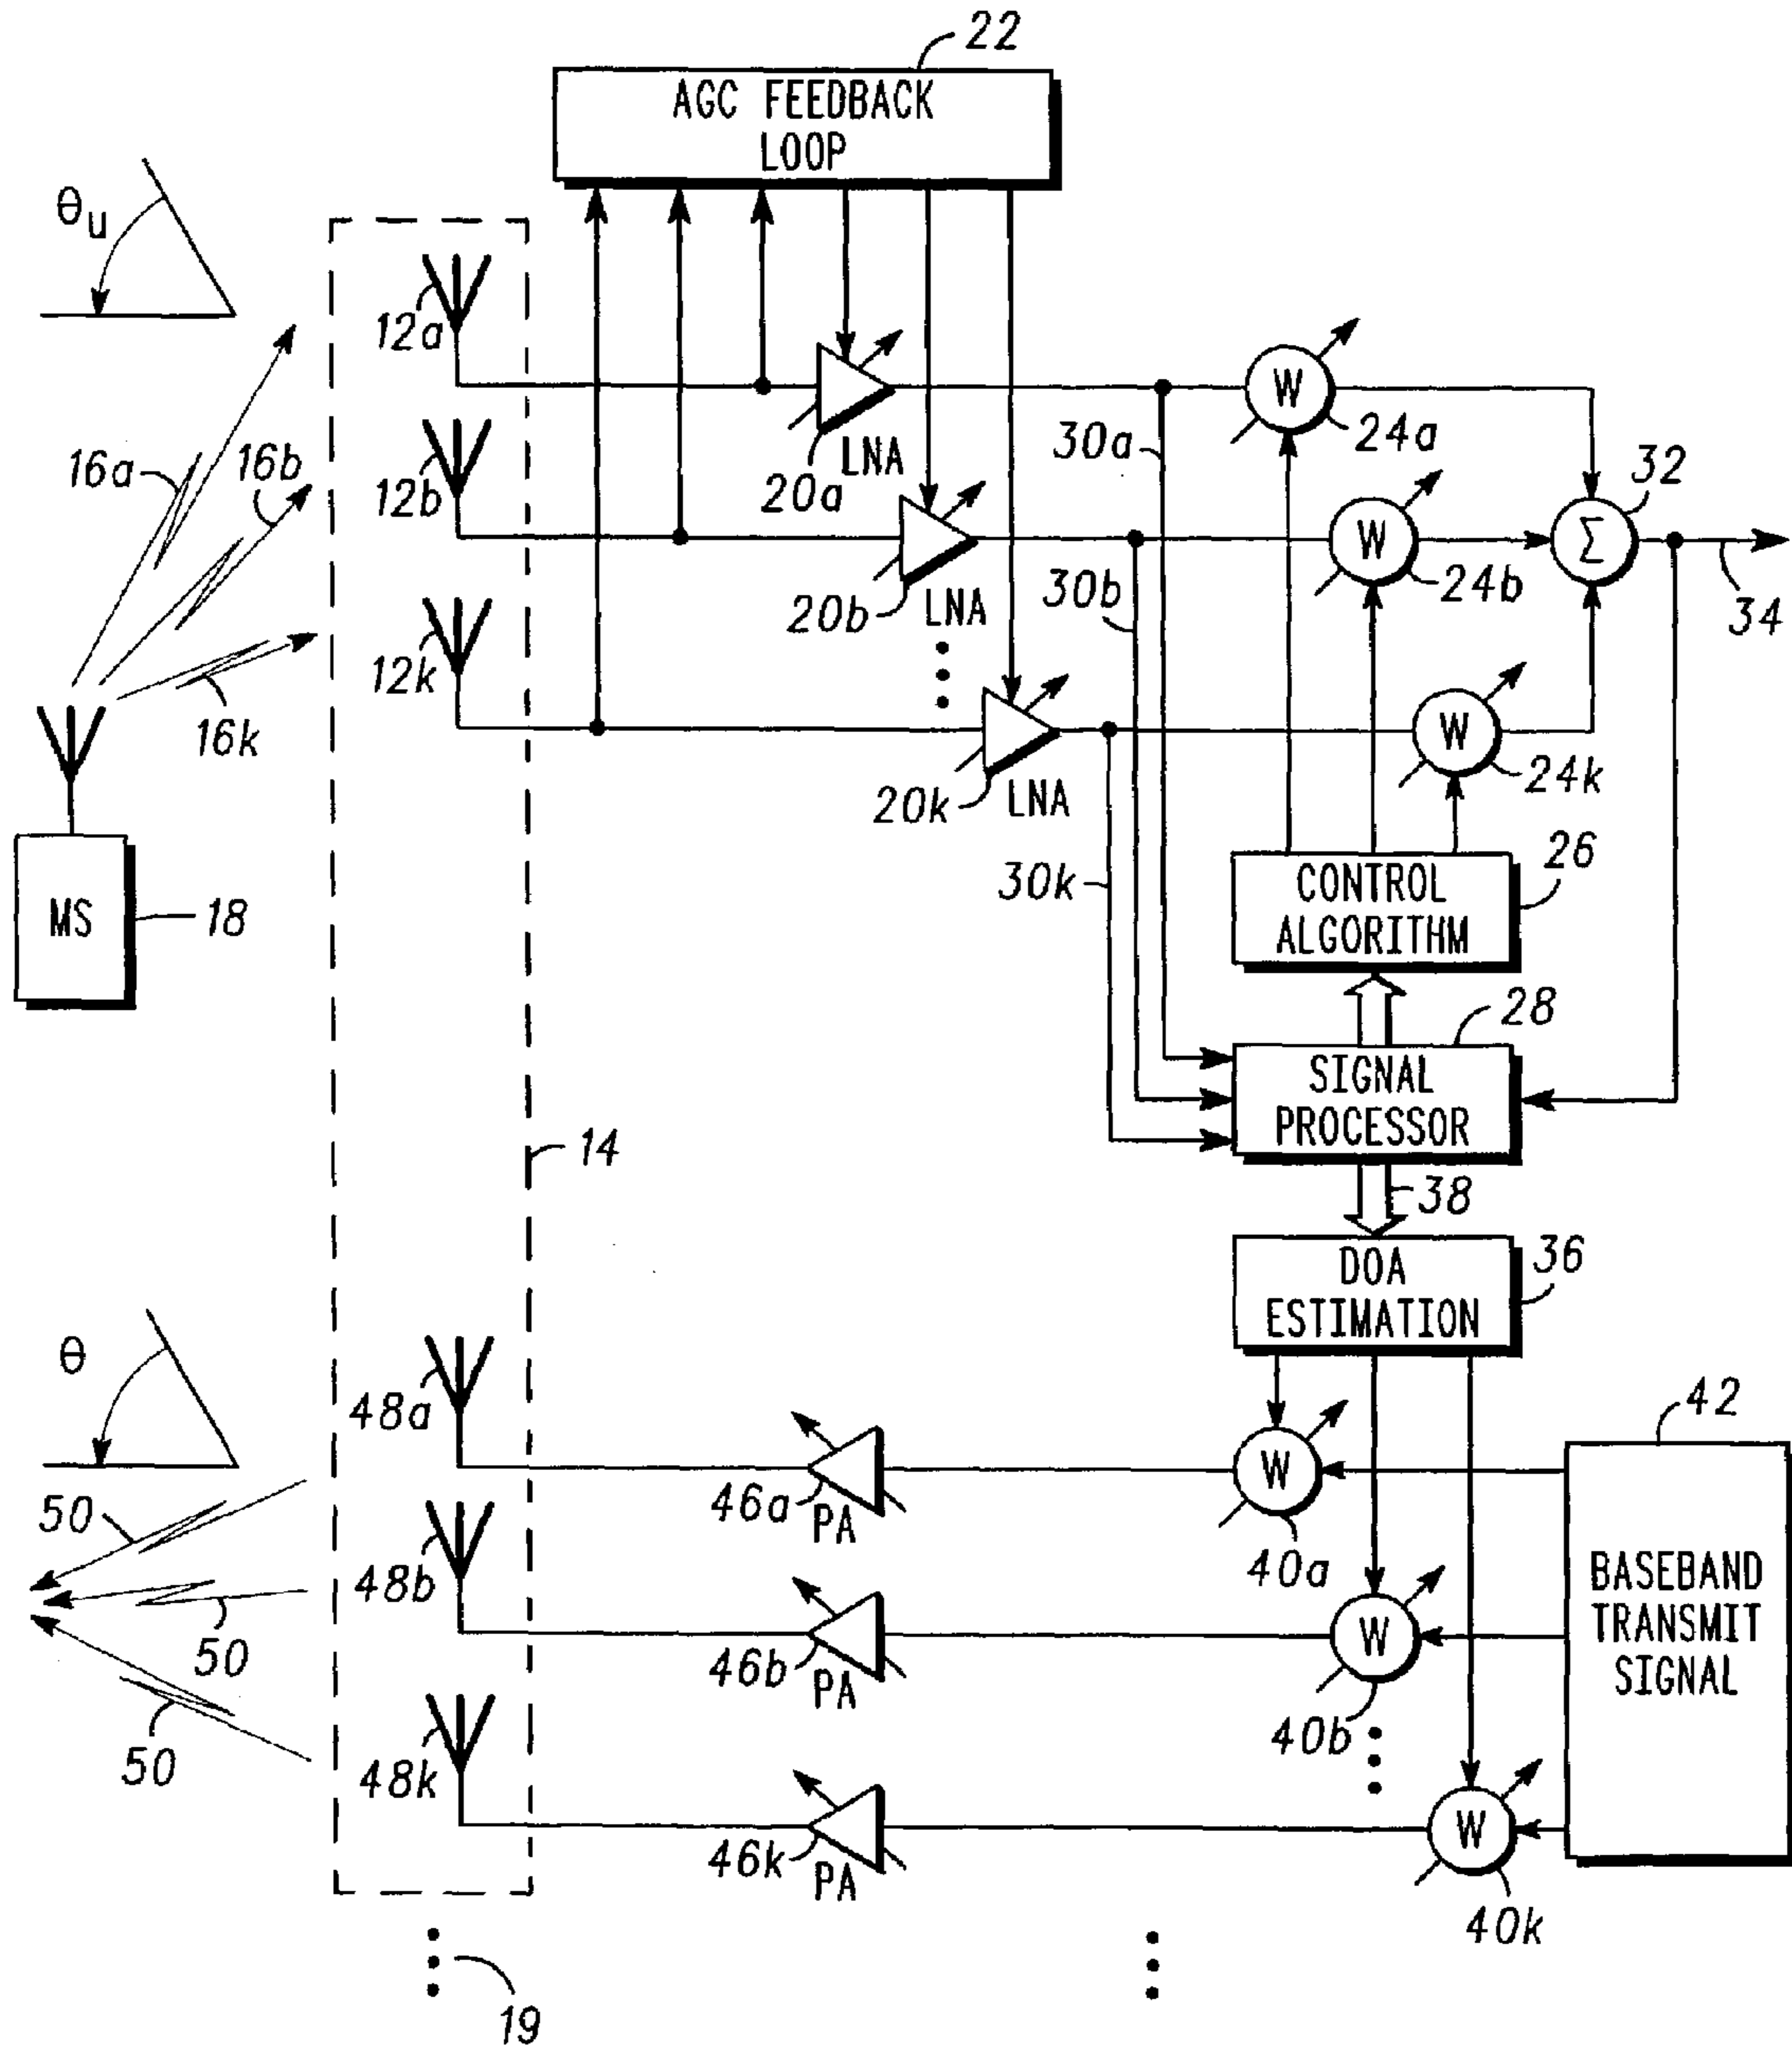 22
AGC FEEDBACK
LOOP
θu
12a
16a
16b
12b
20a
LNA
30a
24a
32
Σ
W
W
W
20b
LNA
30b
24b
34
12k
16k
20k
LNA
24k
MS
18
30k
CONTROL
ALGORITHM
26
28
SIGNAL
PROCESSOR
14
38
DOA
ESTIMATION
36
θ
48a
42
46a
PA
W
40a
50
48b
50
46b
PA
W
40b
BASEBAND
TRANSMIT
SIGNAL
50
48k
46k
PA
W
40k
19